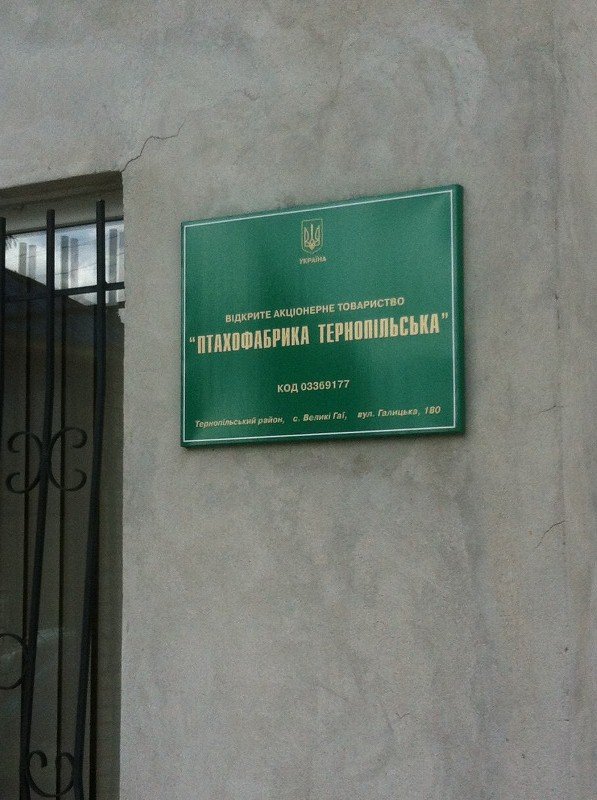 УКРАЇНА
ВІДКРИТЕ АКЦІОНЕРНЕ ТОВАРИСТВО
"ПТАХОФАБРИКА ТЕРНОПІЛЬСЬКА"
КОД 03369177
Тернопільський район, с. Великі Гаї, вул. Галицька, 180